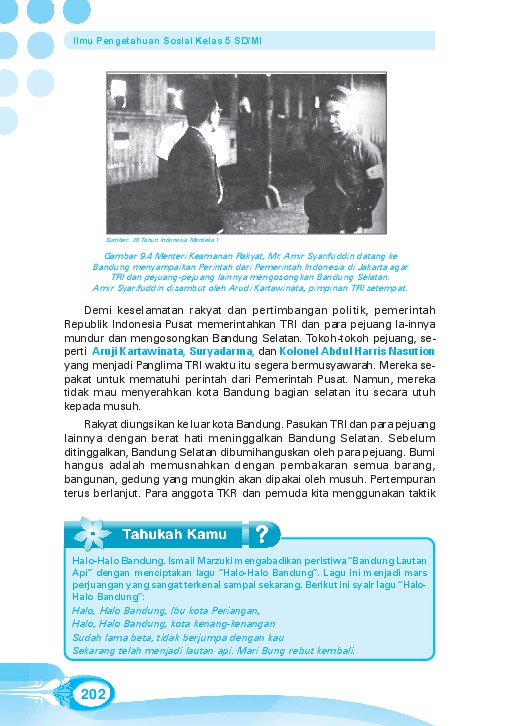 Ilmu Pengetahuan Sosial Kelas 5 SD/MI
Sumber: 20 Tahun Indonesia Merdeka 1
Gambar 9.4 Menteri Keamanan Rakyat, Mr. Amir Syarifuddin datang ke
Bandung menyampaikan Perintah dari Pemerintah Indonesia di Jakarta agar
TRI dan pejuang-pejuang lainnya mengosongkan Bandung Selatan.
Amir Syarifuddin disambut oleh Arudi Kartawinata, pimpinan TRI setempat.
Demi keselamatan rakyat dan pertimbangan politik, pemerintah
Republik Indonesia Pusat memerintahkan TRI dan para pejuang la-innya
mundur dan mengosongkan Bandung Selatan. Tokoh-tokoh pejuang, se-
perti Aruji Kartawinata, Suryadarma, dan Kolonel Abdul Harris Nasution
yang menjadi Panglima TRI waktu itu segera bermusyawarah. Mereka se-
pakat untuk mematuhi perintah dari Pemerintah Pusat. Namun, mereka
tidak mau menyerahkan kota Bandung bagian selatan itu secara utuh
kepada musuh.
Rakyat diungsikan ke luar kota Bandung. Pasukan TRI dan para pejuang
lainnya dengan berat hati meninggalkan Bandung Selatan. Sebelum
ditinggalkan, Bandung Selatan dibumihanguskan oleh para pejuang. Bumi
hangus adalah memusnahkan dengan pembakaran semua barang,
bangunan, gedung yang mungkin akan dipakai oleh musuh. Pertempuran
terus berlanjut. Para anggota TKR dan pemuda kita menggunakan taktik
Tahukah Kamu ?
Halo-Halo Bandung. Ismail Marzuki mengabadikan peristiwa “Bandung Lautan
Api” dengan menciptakan lagu “Halo-Halo Bandung”. Lagu ini menjadi mars
perjuangan yang sangat terkenal sampai sekarang. Berikut ini syair lagu “Halo-
Halo Bandung”:
Halo, Halo Bandung, Ibu kota Periangan,
Halo, Halo Bandung, kota kenang-kenangan
Sudah lama beta, tidak berjumpa dengan kau
Sekarang telah menjadi lautan api. Mari Bung rebut kembali.
202